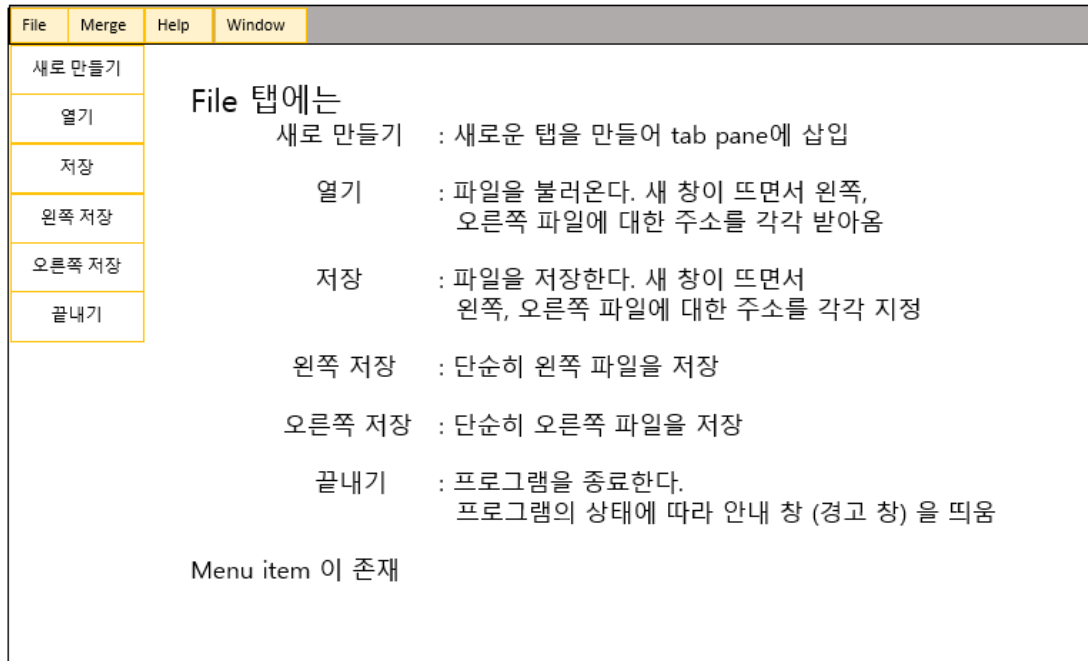 File Merge Help Window
새로 만들기
열기
저장
왼쪽 저장
오른쪽 저장
끝내기
File 탭에는
새로 만들기 : 새로운 탭을 만들어 tab pane에 삽입
열기 : 파일을 불러온다. 새 창이 뜨면서 왼쪽,
오른쪽 파일에 대한 주소를 각각 받아옴
저장 : 파일을 저장한다. 새 창이 뜨면서
왼쪽, 오른쪽 파일에 대한 주소를 각각 지정
왼쪽 저장 : 단순히 왼쪽 파일을 저장
오른쪽 저장 : 단순히 오른쪽 파일을 저장
끝내기 : 프로그램을 종료한다.
프로그램의 상태에 따라 안내 창 (경고 창) 을 띄움
Menu item 이 존재